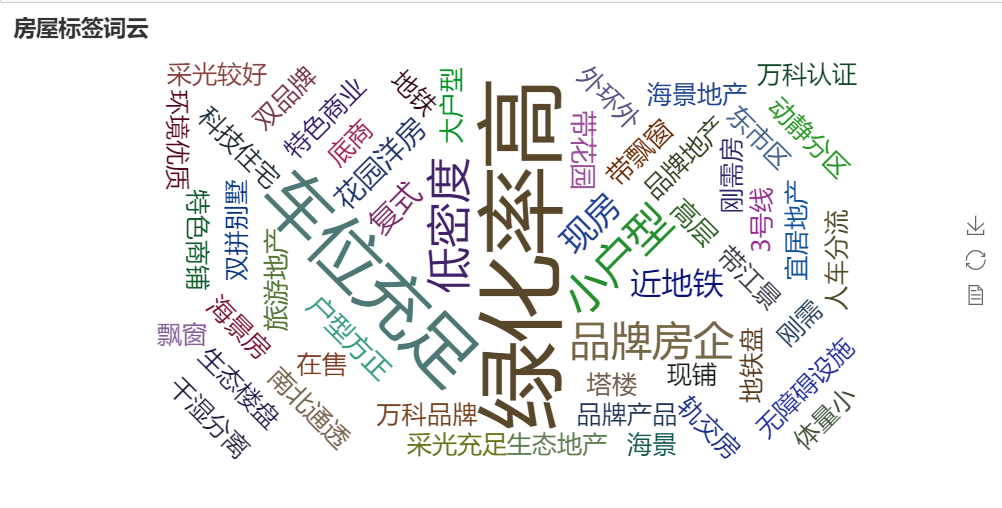 房屋标签词云
采光较好
双品牌
特色商业
地铁
大户型
外环外
海景地产
万科认证
环境优质
科技住宅
底商
花园洋房
绿化率高
带花园
带飘窗
品牌地产
东市区
动静分区
车位充足
复式
低密度
现房
小户型
高层
刚需房
3号线
宜居地产
人车分流
特色商铺
双拼别墅
旅游地产
近地铁
带江景
刚需
海景房
户型方正
飘窗
生态楼盘
在售
品牌房企
地铁盘
无障碍设施
干湿分离
南北通透
塔楼
现铺
体量小
万科品牌
品牌产品
轨交房
采光充足
生态地产
海景